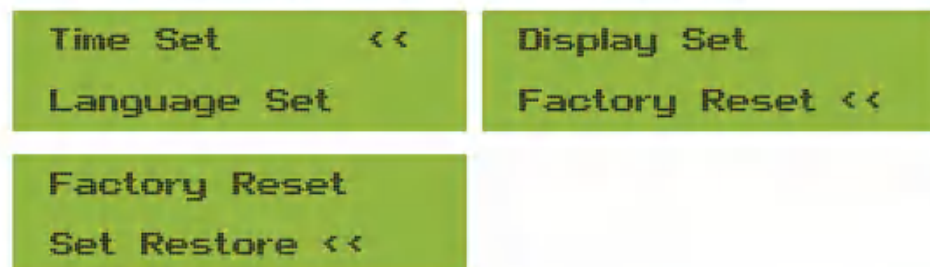 Time Set <<
Language Set
Display Set
Factory Reset <<
Factory Reset
Set Restore <<